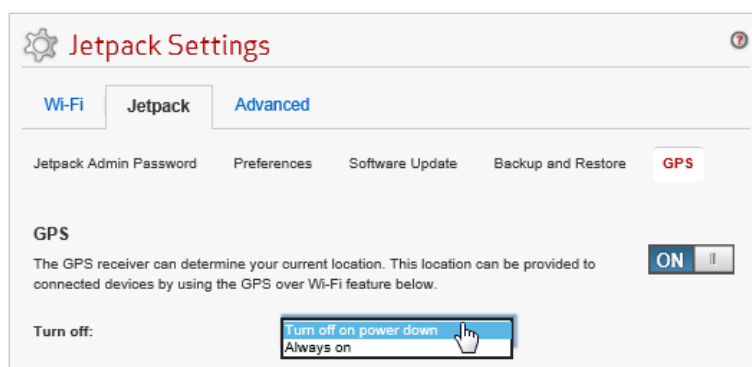 Jetpack Settings
?
Wi-Fi Jetpack Advanced
Jetpack Admin Password Preferences Software Update Backup and Restore GPS
GPS
The GPS receiver can determine your current location. This location can be provided to
connected devices by using the GPS over Wi-Fi feature below.
ON
Turn off:
Turn off on power down
Always on